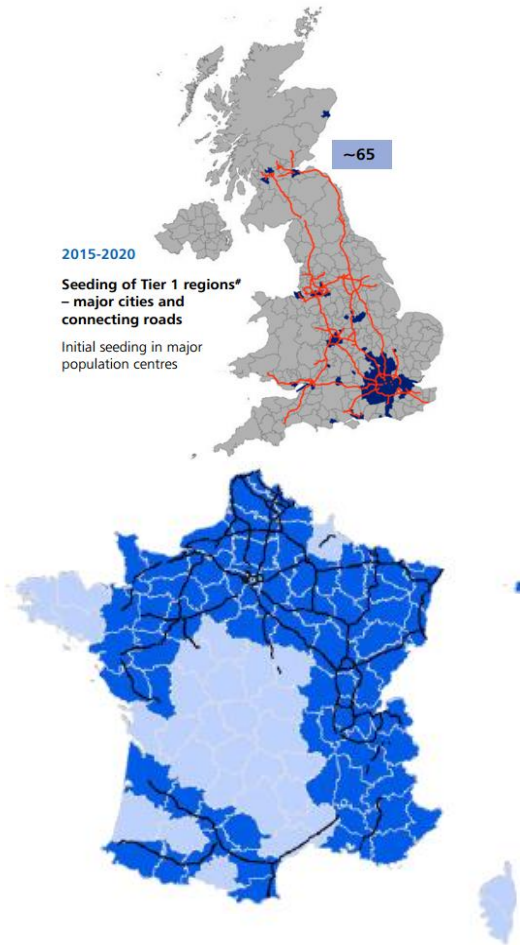 ~65
2015-2020
Seeding of Tier 1 regions#
– major cities and
connecting roads
Initial seeding in major
population centres